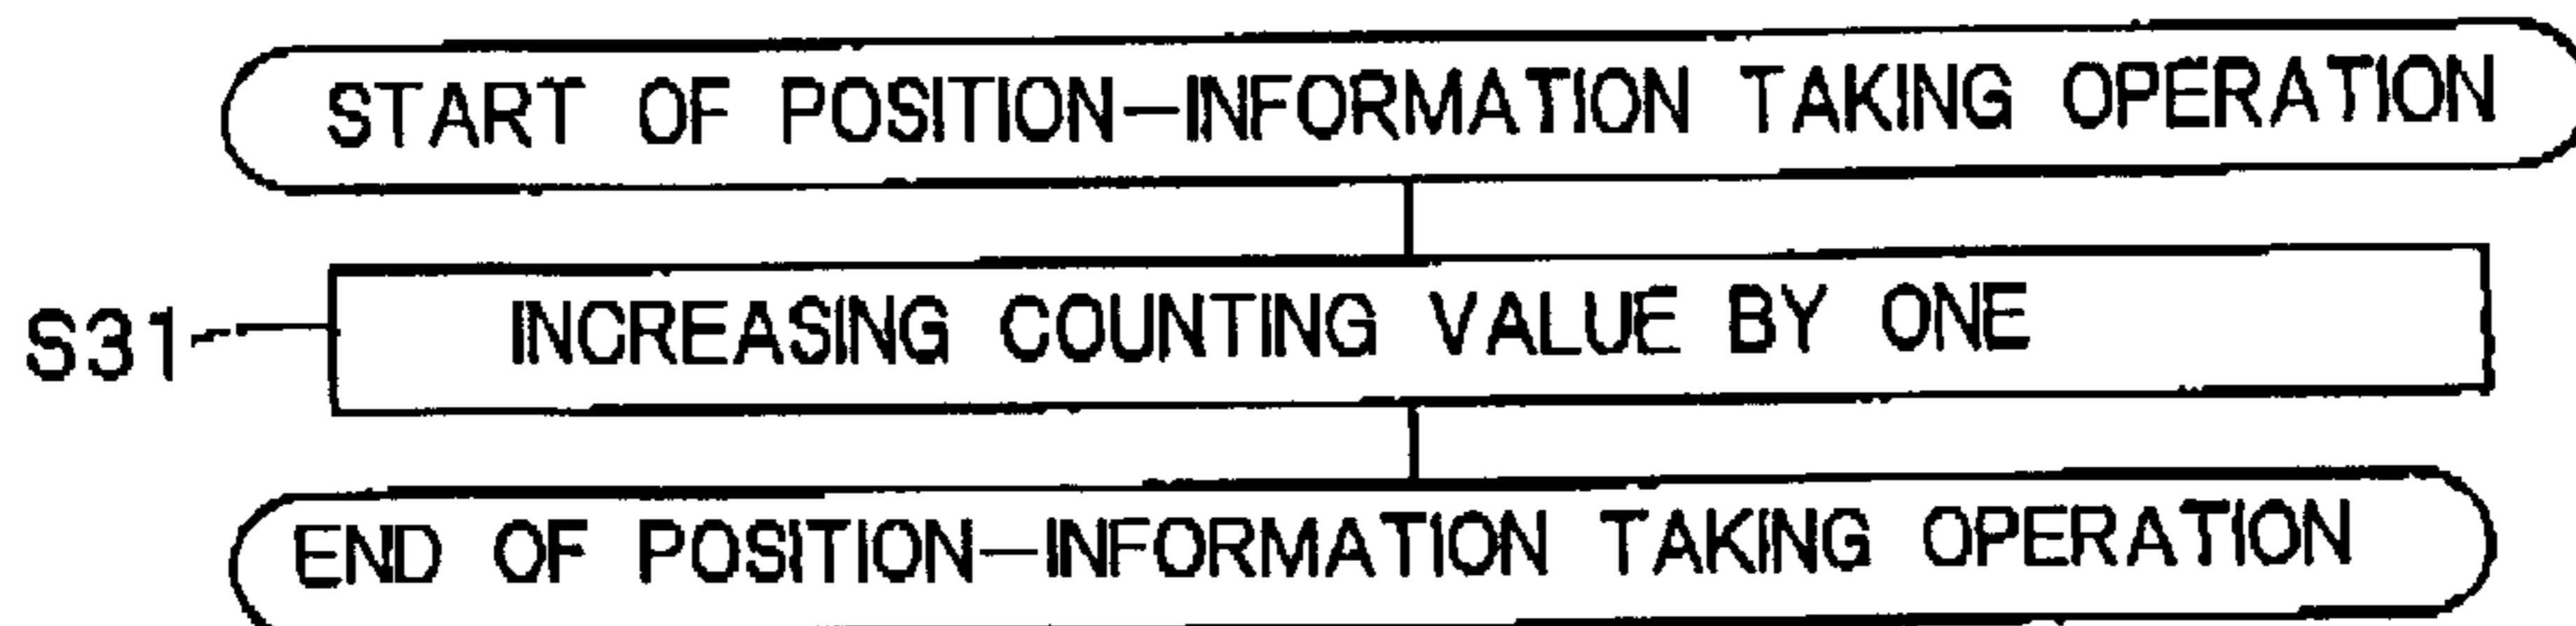 START OF POSITION-INFORMATION TAKING OPERATION
S31 INCREASING COUNTING VALUE BY ONE
END OF POSITION-INFORMATION TAKING OPERATION